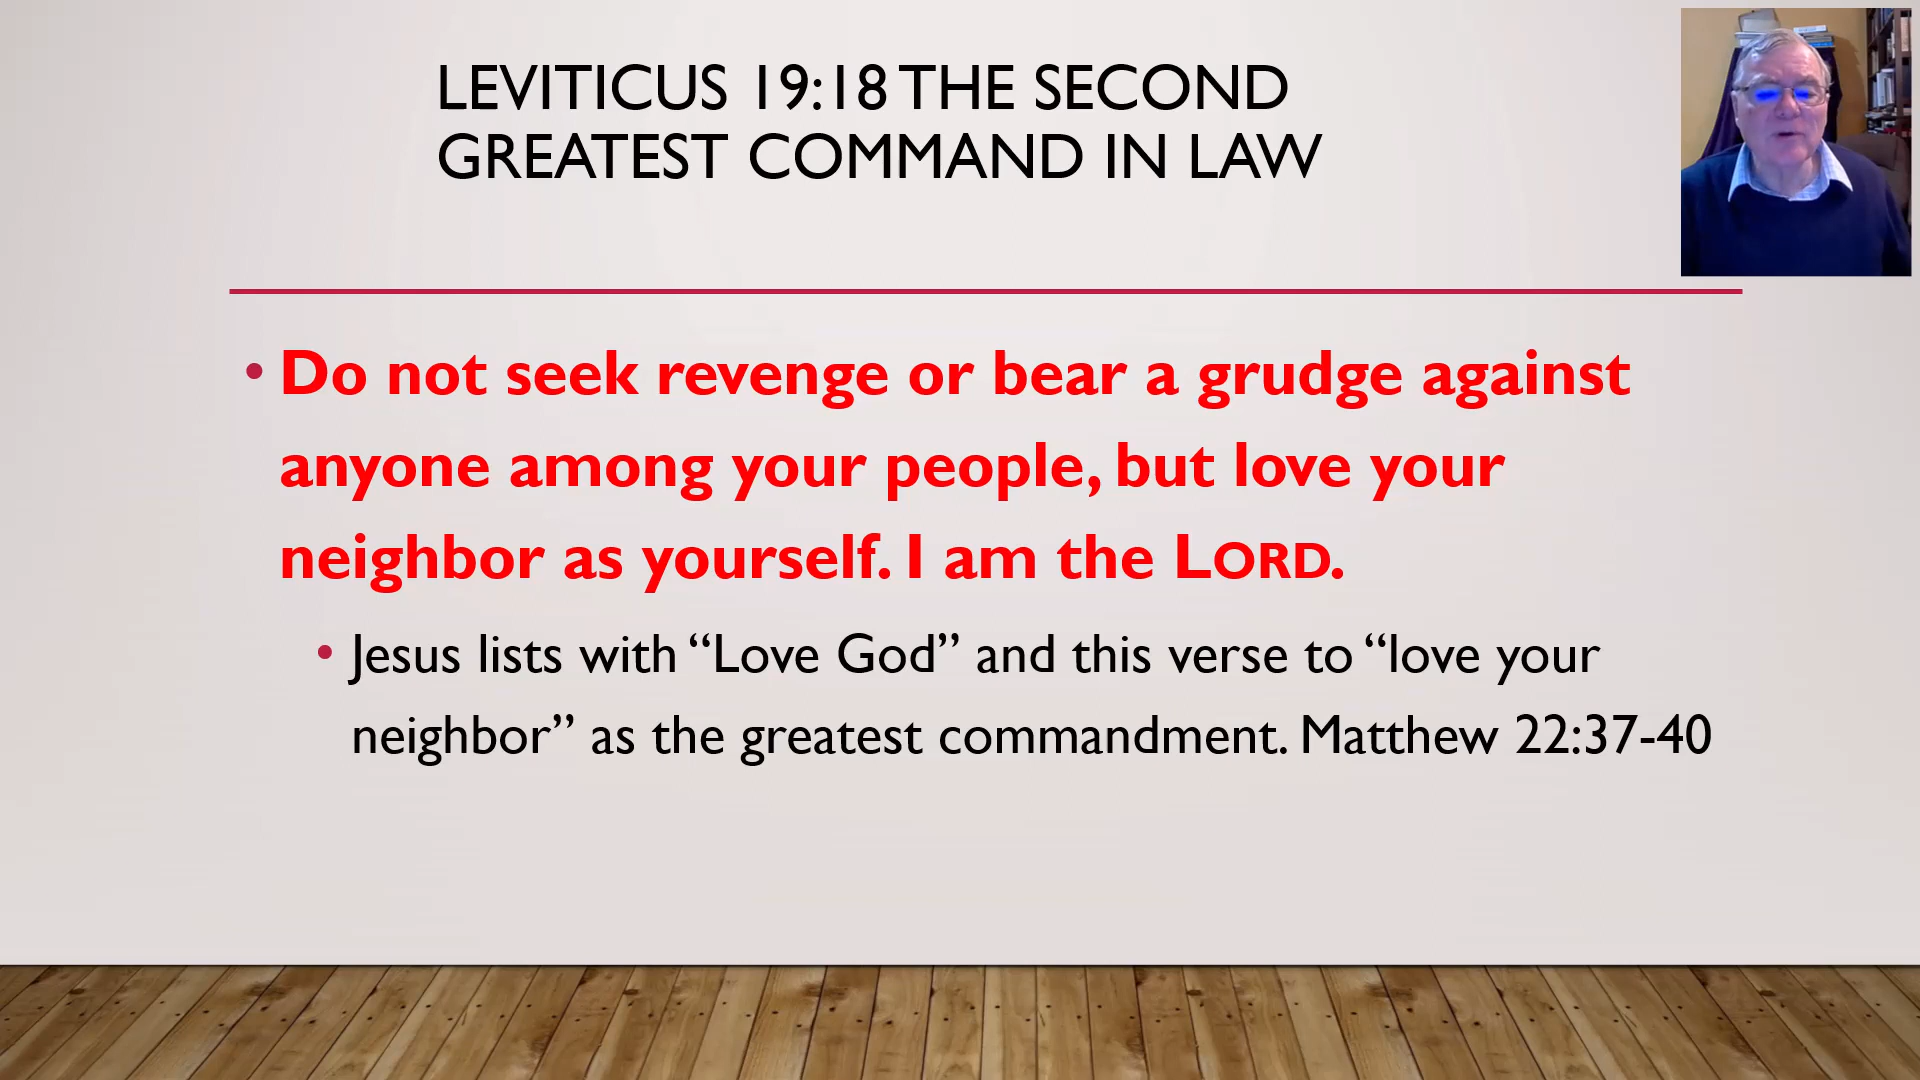 LEVITICUS 19:18 THE SECOND
GREATEST COMMAND IN LAW
• Do not seek revenge or bear a grudge against
anyone among your people, but love your
neighbor as yourself. I am the LORD.
• Jesus lists with “Love God” and this verse to “love your
neighbor” as the greatest commandment. Matthew 22:37-40